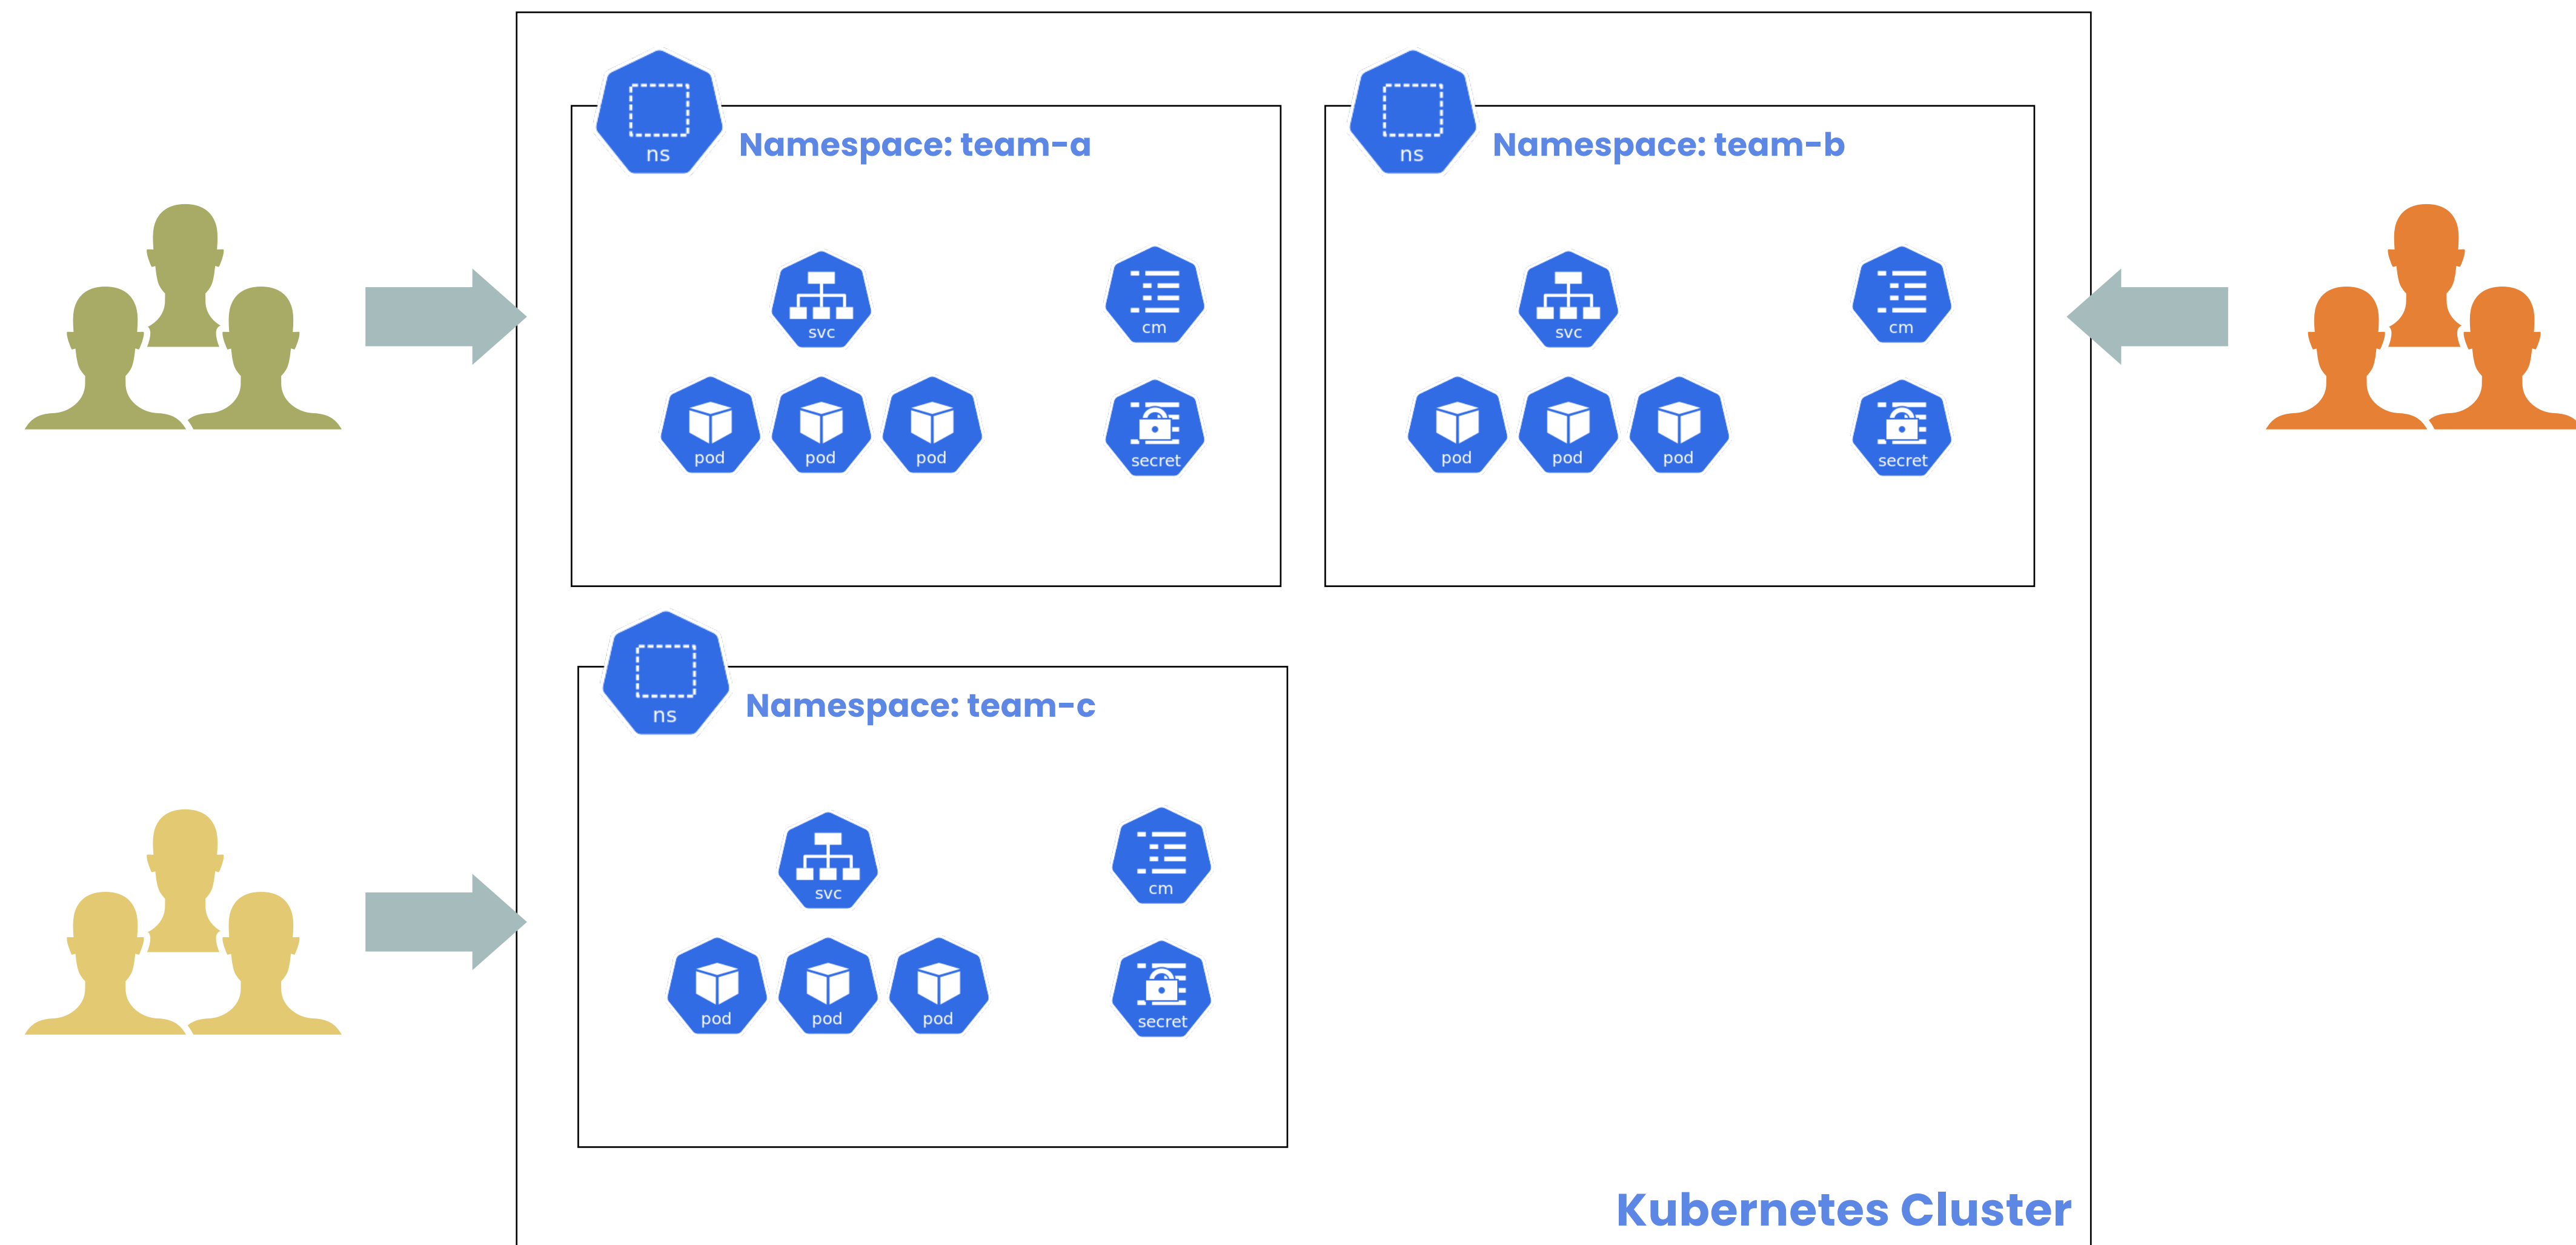 ns
Namespace: team-a
ns
Namespace: team-b
svc
cm
svc
cm
pod
pod
pod
secret
pod
pod
pod
secret
ns
Namespace: team-c
svc
cm
pod
pod
pod
secret
Kubernetes Cluster